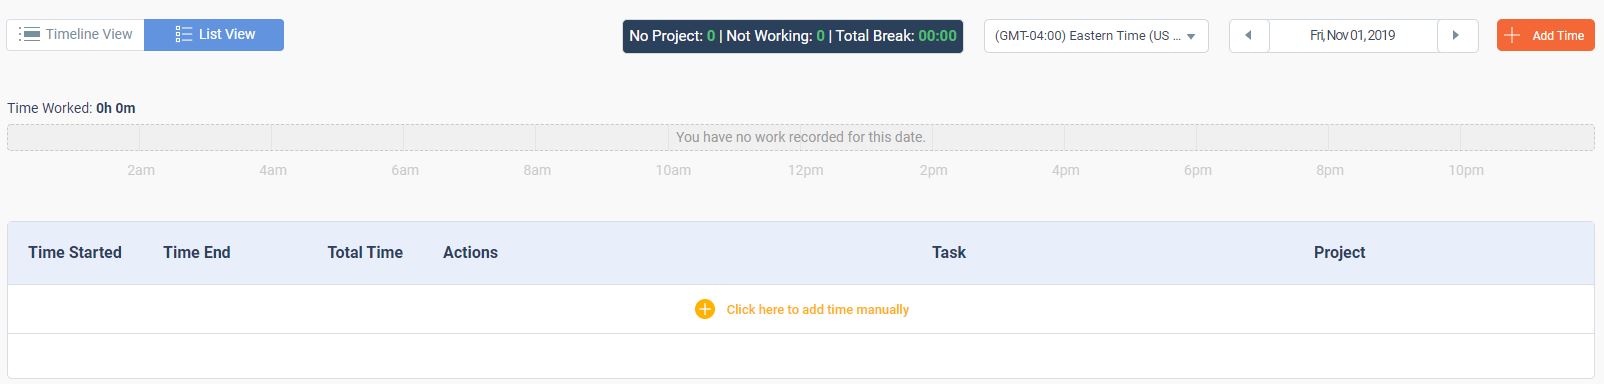 Timeline View
List View
No Project: 0 | Not Working: 0 | Total Break: 00:00
(GMT-04:00) Eastern Time (US ...
Fri, Nov 01, 2019
Add Time
Time Worked: 0h 0m
You have no work recorded for this date.
2am 4am 6am 8am 10am 12pm 2pm 4pm 6pm 8pm 10pm
Time Started Time End Total Time Actions Task Project
Click here to add time manually